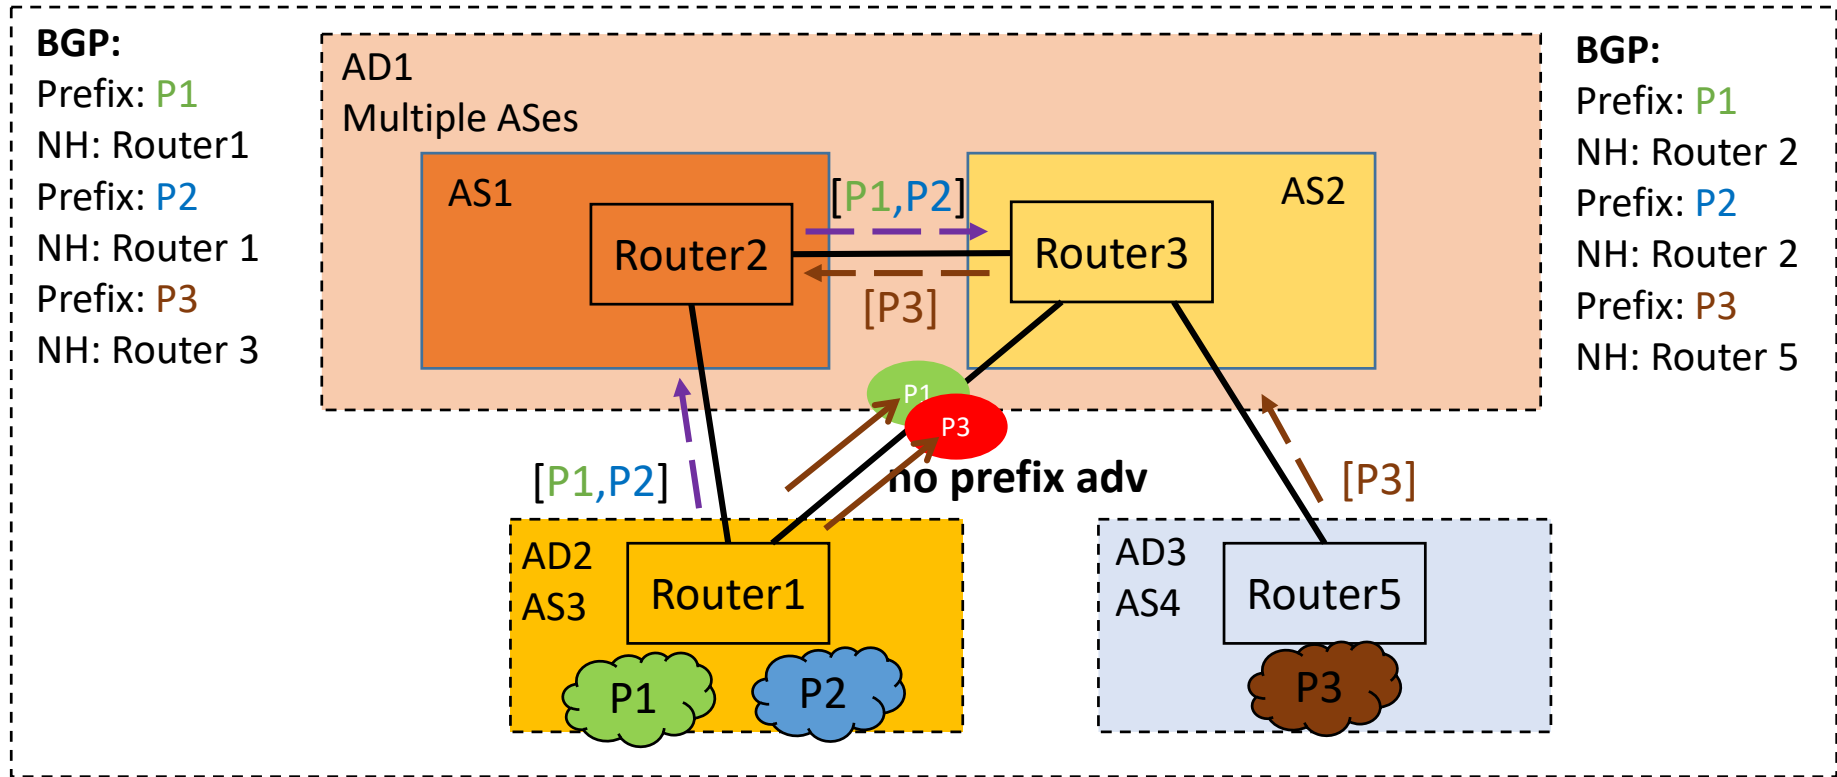 BGP:
Prefix: P1
NH: Router1
Prefix: P2
NH: Router 1
Prefix: P3
NH: Router 3
AD1
Multiple ASes
AS1
Router2
[P1,P2]
[P3]
AS2
Router3
BGP:
Prefix: P1
NH: Router 2
Prefix: P2
NH: Router 2
Prefix: P3
NH: Router 5
P1
P3
no prefix adv
[P1,P2]
[P3]
AD2
AS3
Router1
P1
P2
AD3
AS4
Router5
P3